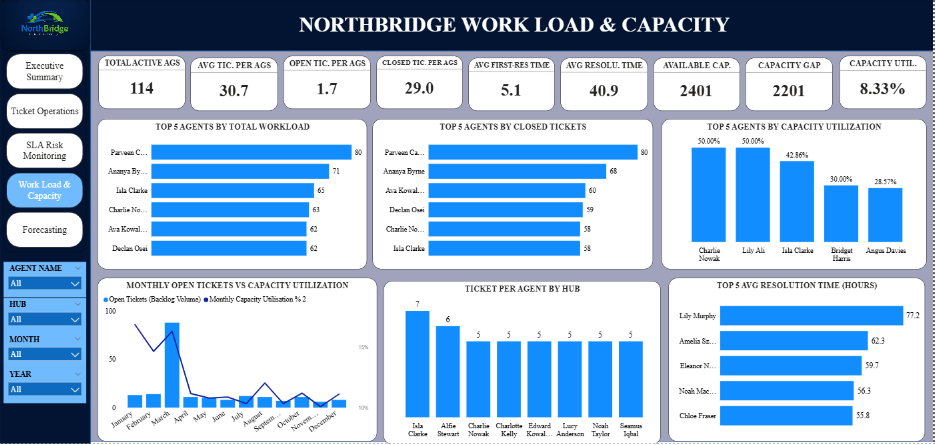 NorthBridge
NORTHBRIDGE WORK LOAD & CAPACITY
Executive
Summary
Ticket Operations
SLA Risk
Monitoring
Work Load &
Capacity
Forecasting
AGENT NAME
All
HUB
All
MONTH
All
YEAR
All
TOTAL ACTIVE AGS
114
AVG TIC. PER AGS
30.7
OPEN TIC. PER AGS
1.7
CLOSED TIC. PER AGS
29.0
AVG FIRST-RES TIME
5.1
AVG RESOLU. TIME
40.9
AVAILABLE CAP.
2401
CAPACITY GAP
2201
CAPACITY UTIL.
8.33%
TOP 5 AGENTS BY TOTAL WORKLOAD
Parveen C... 80
Ananya By... 71
Isla Clarke 65
Charlie No... 63
Ava Kowal... 62
Declan Osei 62
TOP 5 AGENTS BY CLOSED TICKETS
Parveen Ca... 80
Ananya Byrne 68
Ava Kowal... 60
Declan Osei 59
Charlie No... 58
Isla Clarke 58
TOP 5 AGENTS BY CAPACITY UTILIZATION
50.00% 50.00% 42.86% 30.00% 28.57%
Charlie Nowak Lily Ali Isla Clarke Bridget Harris Angus Davies
MONTHLY OPEN TICKETS VS CAPACITY UTILIZATION
Open Tickets (Backlog Volume) Monthly Capacity Utilisation % 2
100
50
0
15%
10%
January February March April May June July August Septem... October Novem... December
TICKET PER AGENT BY HUB
7 6 5 5 5 5 5 5
Isla Clarke Alfie Stewart Charlie Nowak Charlotte Kelly Edward Kowal... Lucy Anderson Noah Taylor Seamus Iqbal
TOP 5 AVG RESOLUTION TIME (HOURS)
Lily Murphy 77.2
Amelia Sz... 62.3
Eleanor N... 59.7
Noah Mac... 56.3
Chloe Fraser 55.8